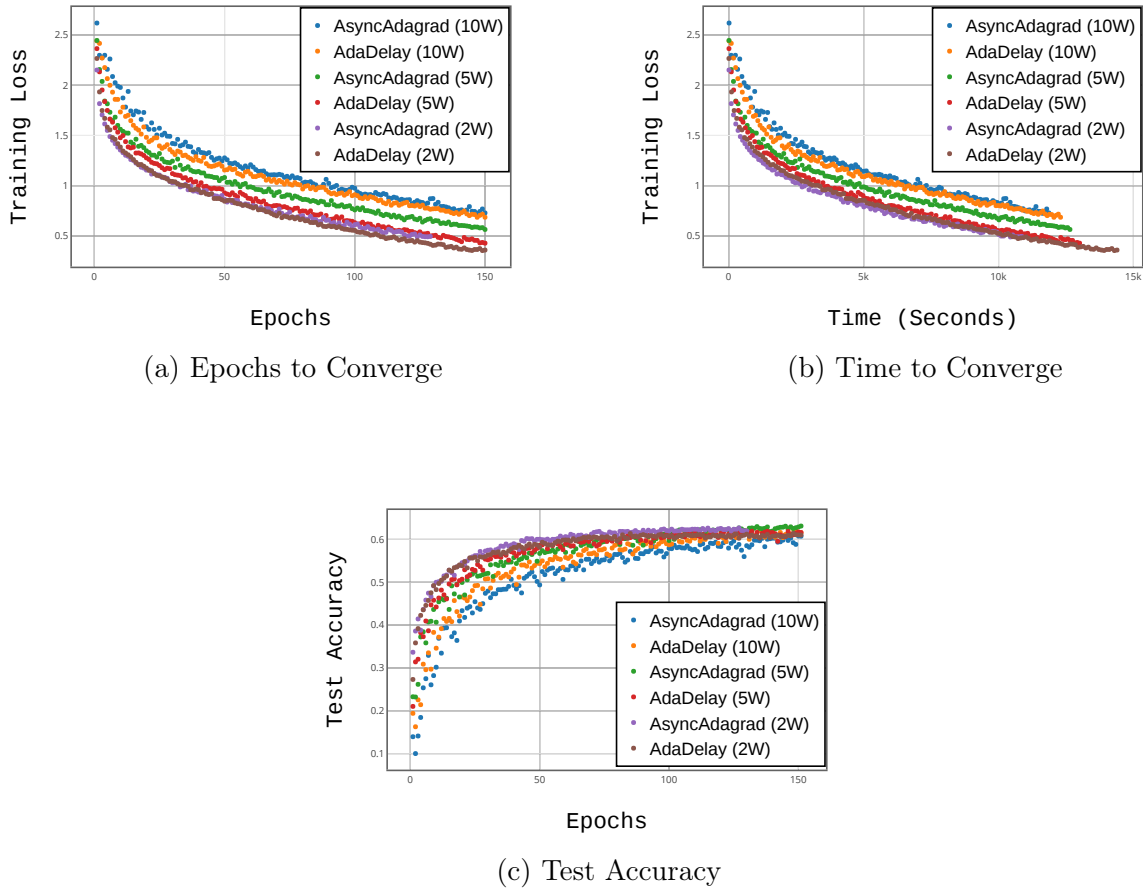 Training Loss
2.5
2
1.5
1
0.5
0
50
100
150
AsyncAdagrad (10W)
AdaDelay (10W)
AsyncAdagrad (5W)
AdaDelay (5W)
AsyncAdagrad (2W)
AdaDelay (2W)
Epochs
(a) Epochs to Converge
Training Loss
2.5
2
1.5
1
0.5
0
5k
10k
15k
AsyncAdagrad (10W)
AdaDelay (10W)
AsyncAdagrad (5W)
AdaDelay (5W)
AsyncAdagrad (2W)
AdaDelay (2W)
Time (Seconds)
(b) Time to Converge
Test Accuracy
0.6
0.5
0.4
0.3
0.2
0.1
0
50
100
150
AsyncAdagrad (10W)
AdaDelay (10W)
AsyncAdagrad (5W)
AdaDelay (5W)
AsyncAdagrad (2W)
AdaDelay (2W)
Epochs
(c) Test Accuracy